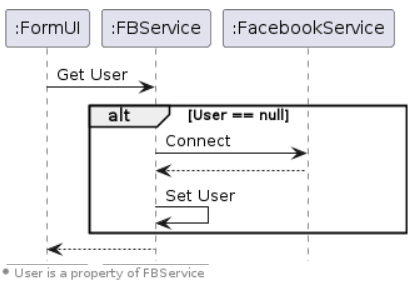 :FormUI :FBService :FacebookService
Get User
alt [User == null]
Connect
Set User
* User is a property of FBService